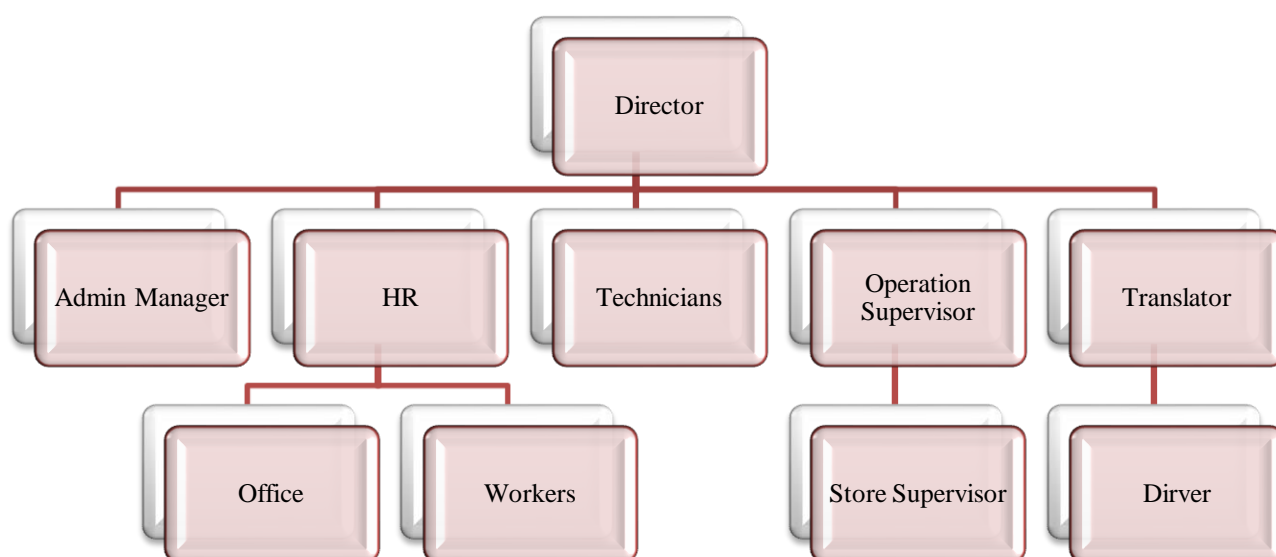 Director
Admin Manager
HR
Technicians
Operation
Supervisor
Translator
Office
Workers
Store Supervisor
Dirver